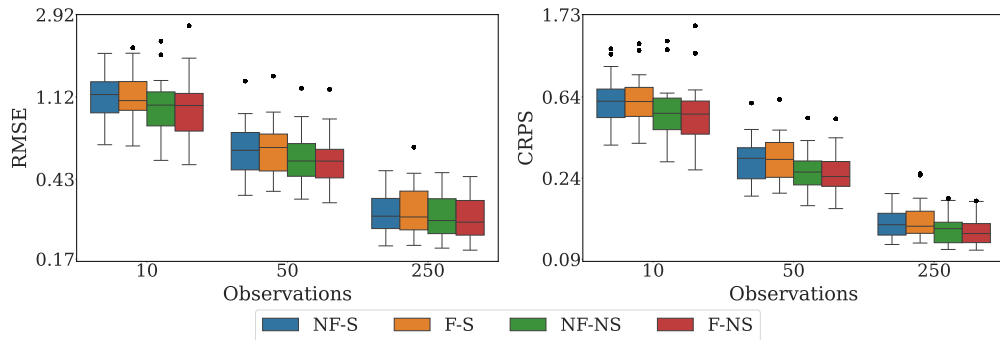 2.92
1.12
0.43
0.17
RMSE
10 50 250
Observations
1.73
0.64
0.24
0.09
CRPS
10 50 250
Observations
NF-S F-S NF-NS F-NS